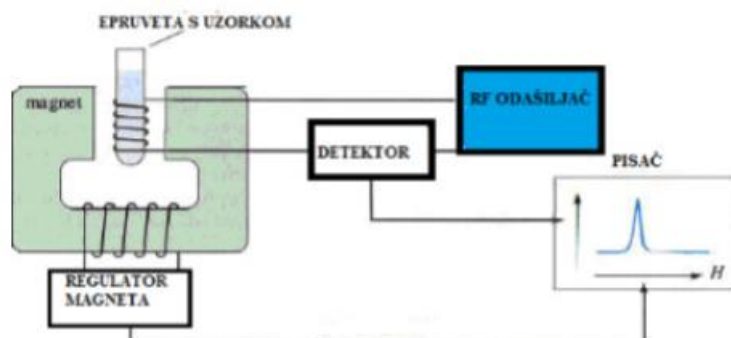 EPRUVETA S UZORKOM
magnet
RF ODAŠILJAČ
DETEKTOR
PISAČ
H
REGULATOR
MAGNETA